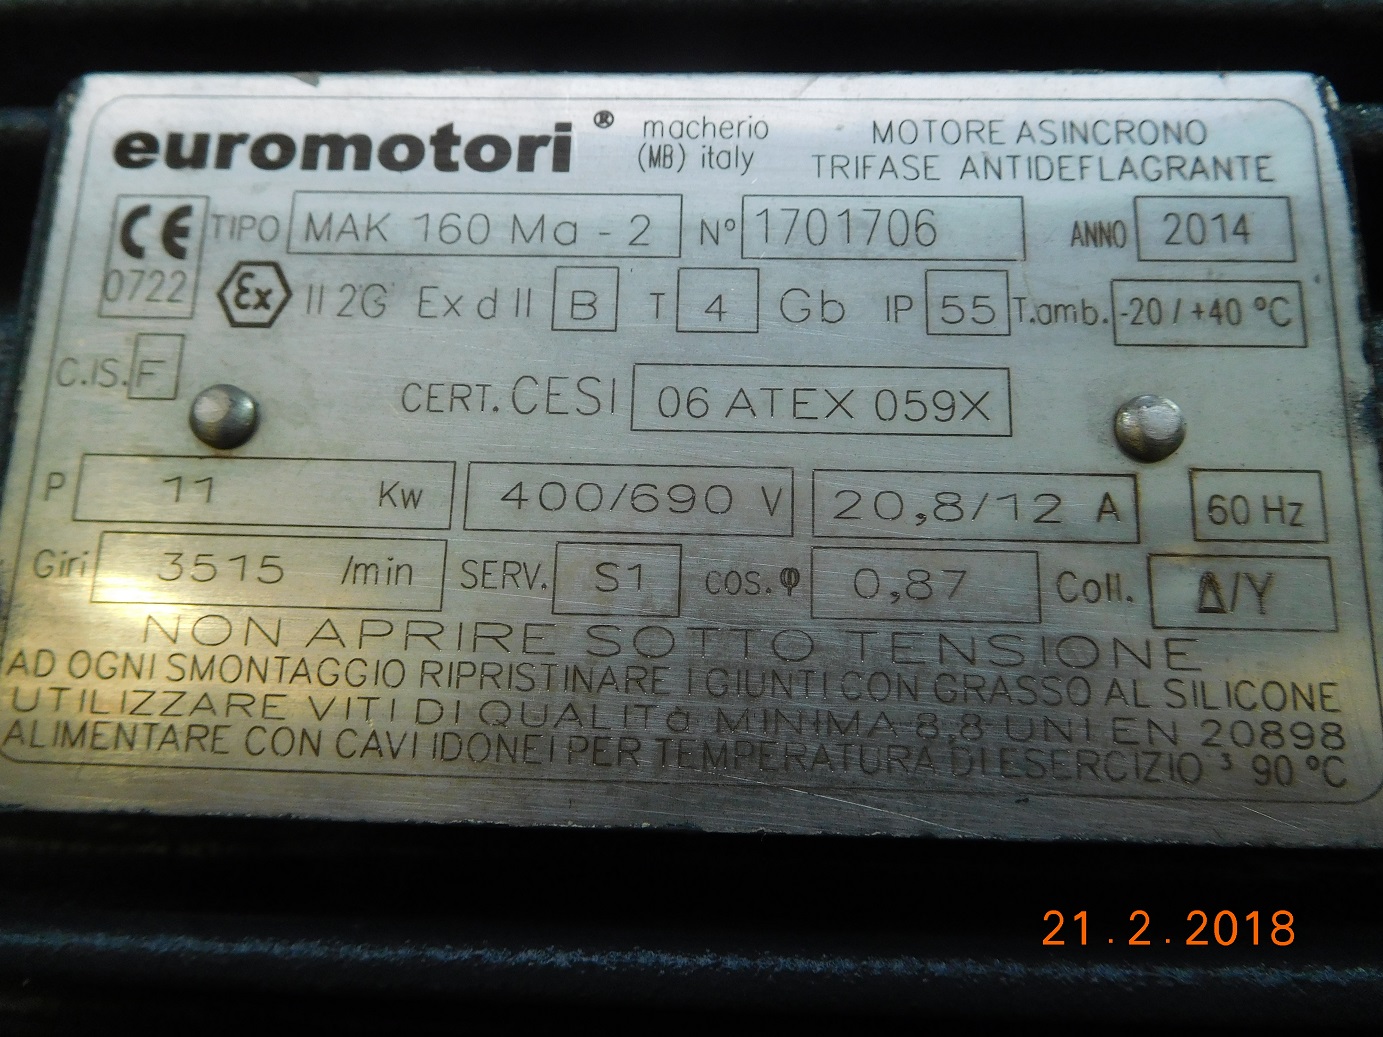 euromotori® macherio MOTORE ASINCRONO
(MB) italy TRIFASE ANTIDEFLAGRANTE
CE TIPO MAK 160 Ma - 2 N° 1701706 ANNO 2014
0722 Ex II 2G Ex d II B T 4 Gb IP 55 T.amb. -20 / +40 °C
C.IS. F
CERT. CESI 06 ATEX 059X
P 11 Kw 400/690 V 20,8/12 A 60 Hz
Giri 3515 /min SERV. S1 COS.φ 0,87 Coll. Δ/Y
NON APRIRE SOTTO TENSIONE
AD OGNI SMONTAGGIO RIPRISTINARE I GIUNTI CON GRASSO AL SILICONE
UTILIZZARE VITI DI QUALITà MINIMA 8.8 UNI EN 20898
ALIMENTARE CON CAVI IDONEI PER TEMPERATURA DI ESERCIZIO ³ 90 °C
21.2.2018